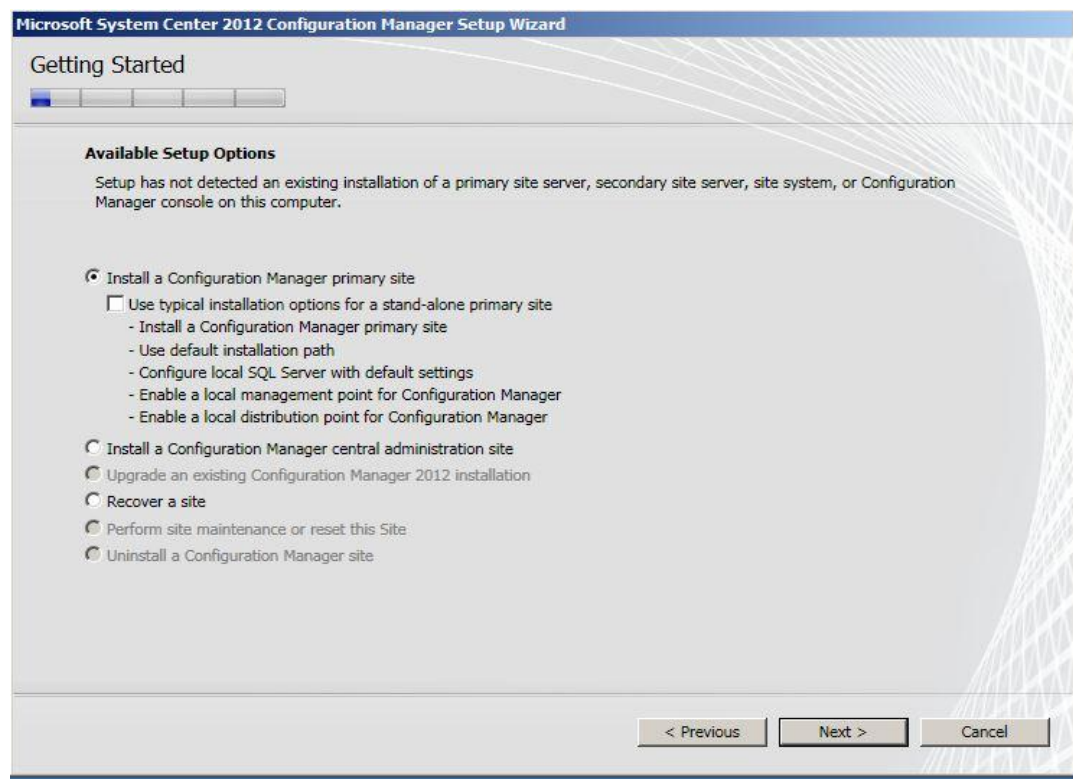 Microsoft System Center 2012 Configuration Manager Setup Wizard
Getting Started
Available Setup Options
Setup has not detected an existing installation of a primary site server, secondary site server, site system, or Configuration
Manager console on this computer.
Install a Configuration Manager primary site
Use typical installation options for a stand-alone primary site
- Install a Configuration Manager primary site
- Use default installation path
- Configure local SQL Server with default settings
- Enable a local management point for Configuration Manager
- Enable a local distribution point for Configuration Manager
Install a Configuration Manager central administration site
Upgrade an existing Configuration Manager 2012 installation
Recover a site
Perform site maintenance or reset this Site
Uninstall a Configuration Manager site
< Previous Next > Cancel